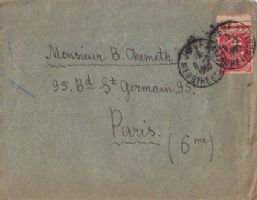 Monsieur B. Chemeth
95. Bd St Germain, 95.
Paris.
(6me)